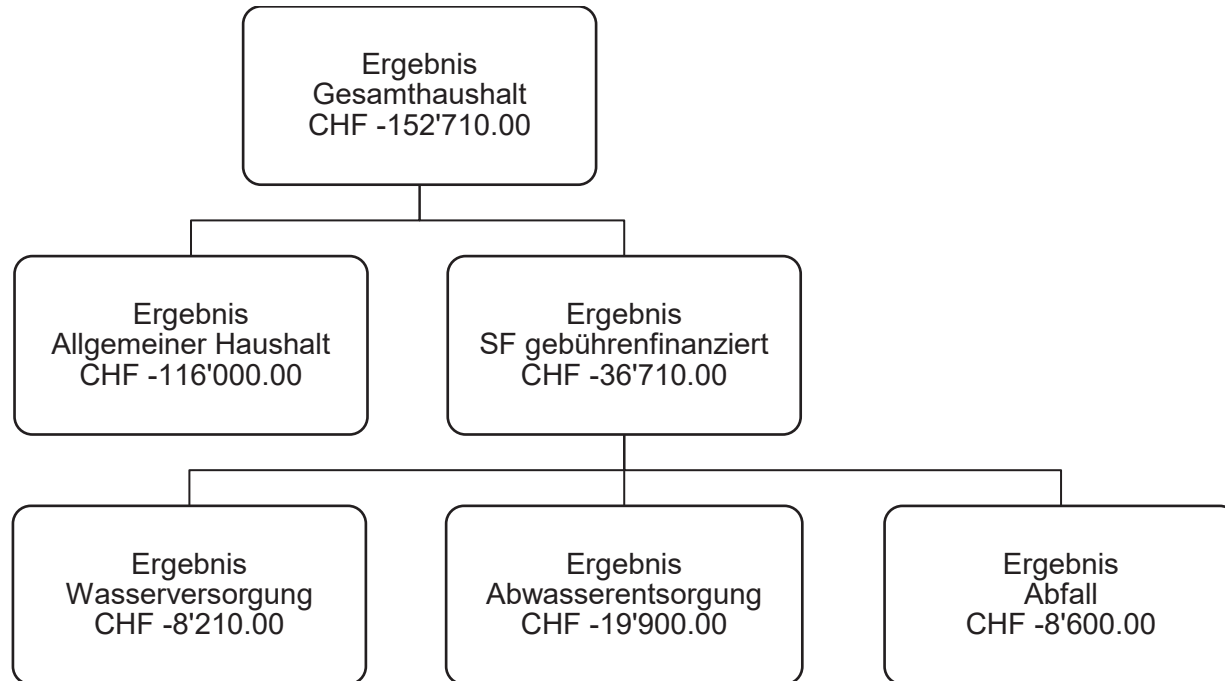 Ergebnis
Gesamthaushalt
CHF -152'710.00
Ergebnis
Allgemeiner Haushalt
CHF -116'000.00
Ergebnis
SF gebührenfinanziert
CHF -36'710.00
Ergebnis
Wasserversorgung
CHF -8'210.00
Ergebnis
Abwasserentsorgung
CHF -19'900.00
Ergebnis
Abfall
CHF -8'600.00